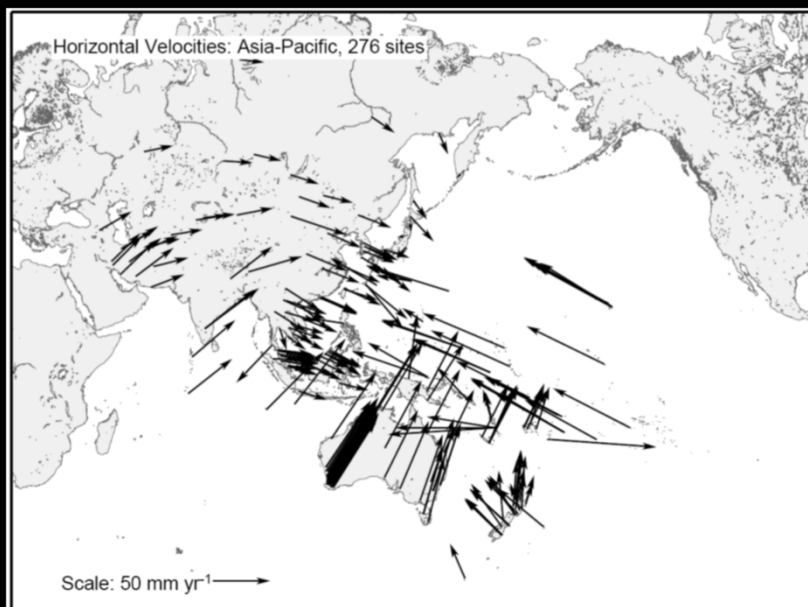 Horizontal Velocities: Asia-Pacific, 276 sites
Scale: 50 mm yr⁻¹